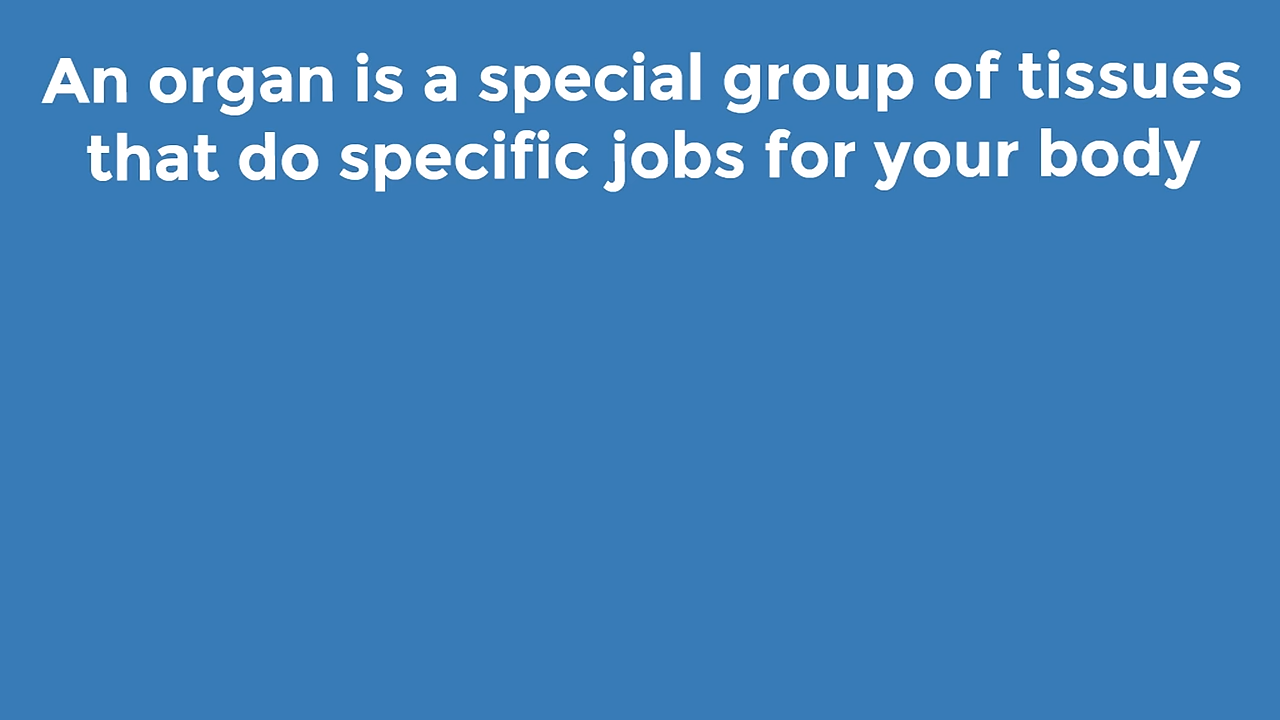 An organ is a special group of tissues
that do specific jobs for your body